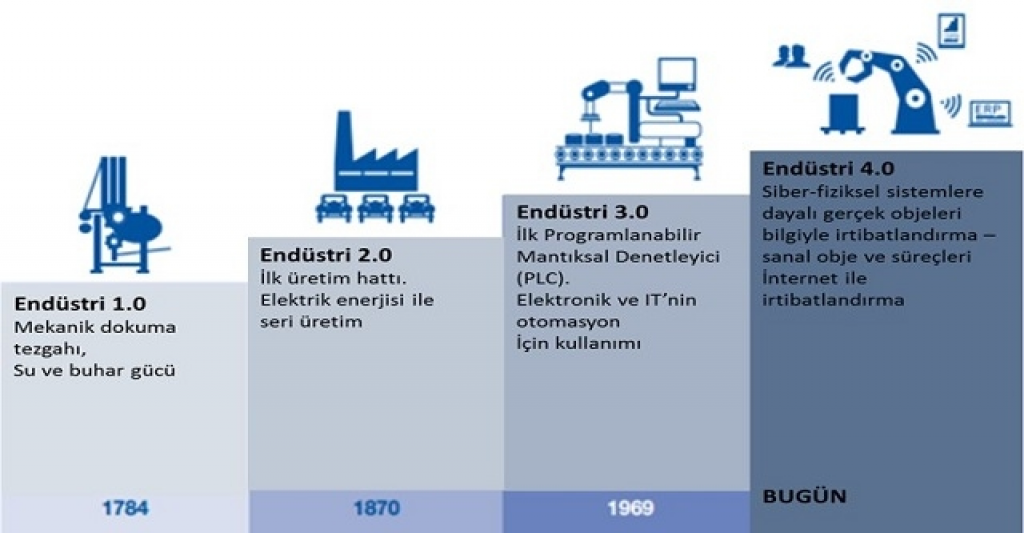 ERP
Endüstri 1.0
Mekanik dokuma
tezgahı,
Su ve buhar gücü
1784
Endüstri 2.0
İlk üretim hattı.
Elektrik enerjisi ile
seri üretim
1870
Endüstri 3.0
İlk Programlanabilir
Mantıksal Denetleyici
(PLC).
Elektronik ve IT’nin
otomasyon
İçin kullanımı
1969
Endüstri 4.0
Siber-fiziksel sistemlere
dayalı gerçek objeleri
bilgiyle irtibatlandırma –
sanal obje ve süreçleri
İnternet ile
irtibatlandırma
BUGÜN